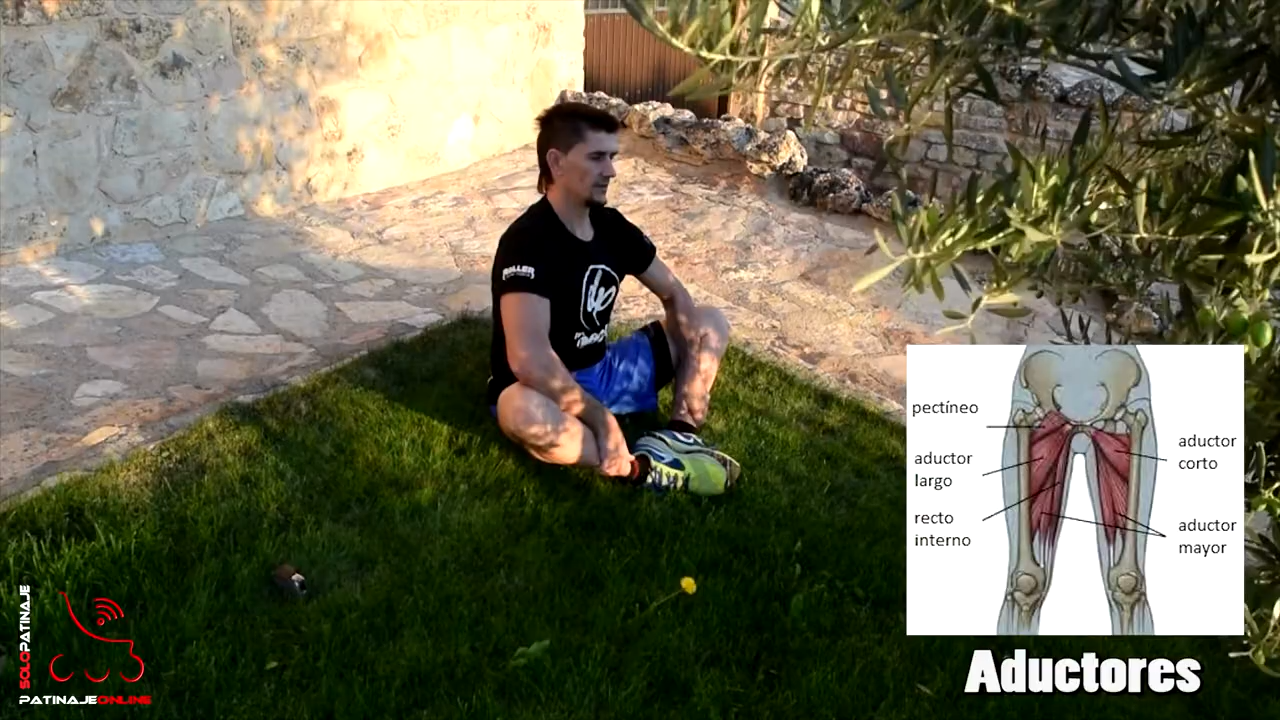 ROLLER
pectíneo
aductor
largo
recto
interno
aductor
corto
aductor
mayor
Aductores
SOLOPATINAJE
PATINAJEONLINE